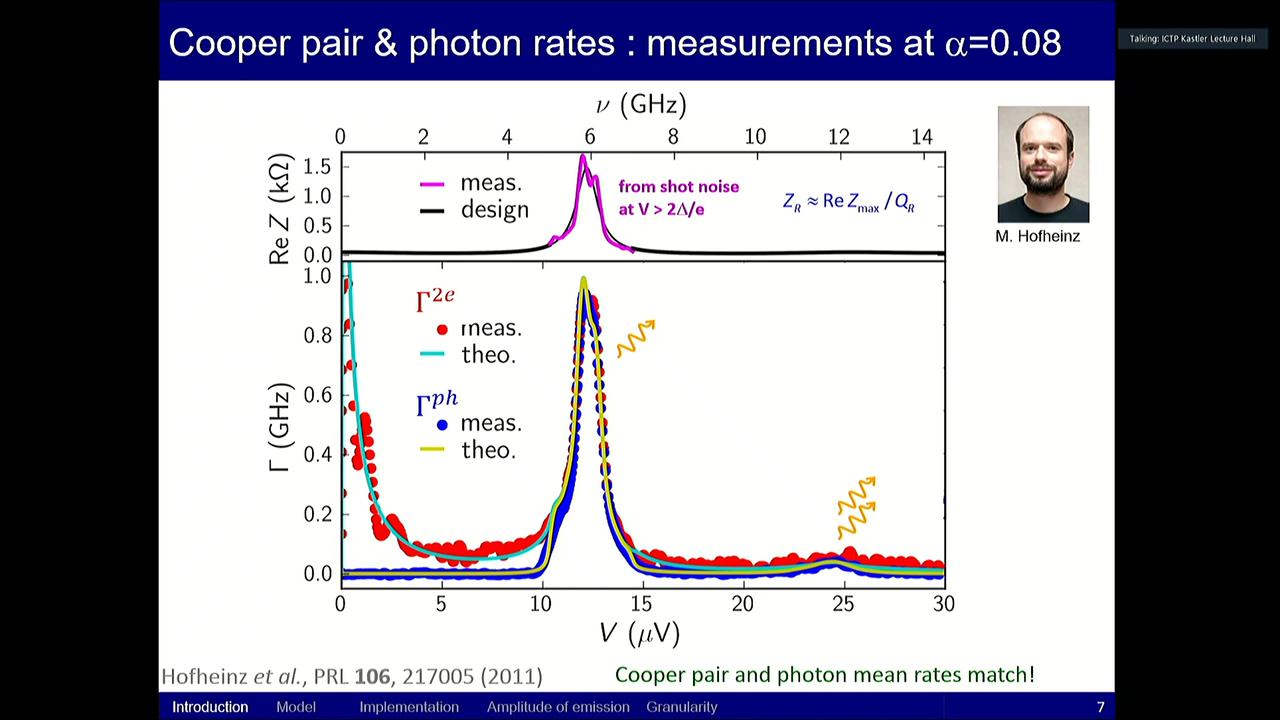 Cooper pair & photon rates : measurements at α=0.08
Talking: ICTP Kastler Lecture Hall
ν (GHz)
0 2 4 6 8 10 12 14
Re Z (kΩ)
1.5
1.0
0.5
0.0
meas.
design
from shot noise
at V > 2Δ/e
Z_R ≈ Re Z_max / Q_R
M. Hofheinz
Γ (GHz)
1.0
0.8
0.6
0.4
0.2
0.0
Γ^2e
meas.
theo.
Γ^ph
meas.
theo.
0 5 10 15 20 25 30
V (μV)
Hofheinz et al., PRL 106, 217005 (2011)
Cooper pair and photon mean rates match!
Introduction Model Implementation Amplitude of emission Granularity 7